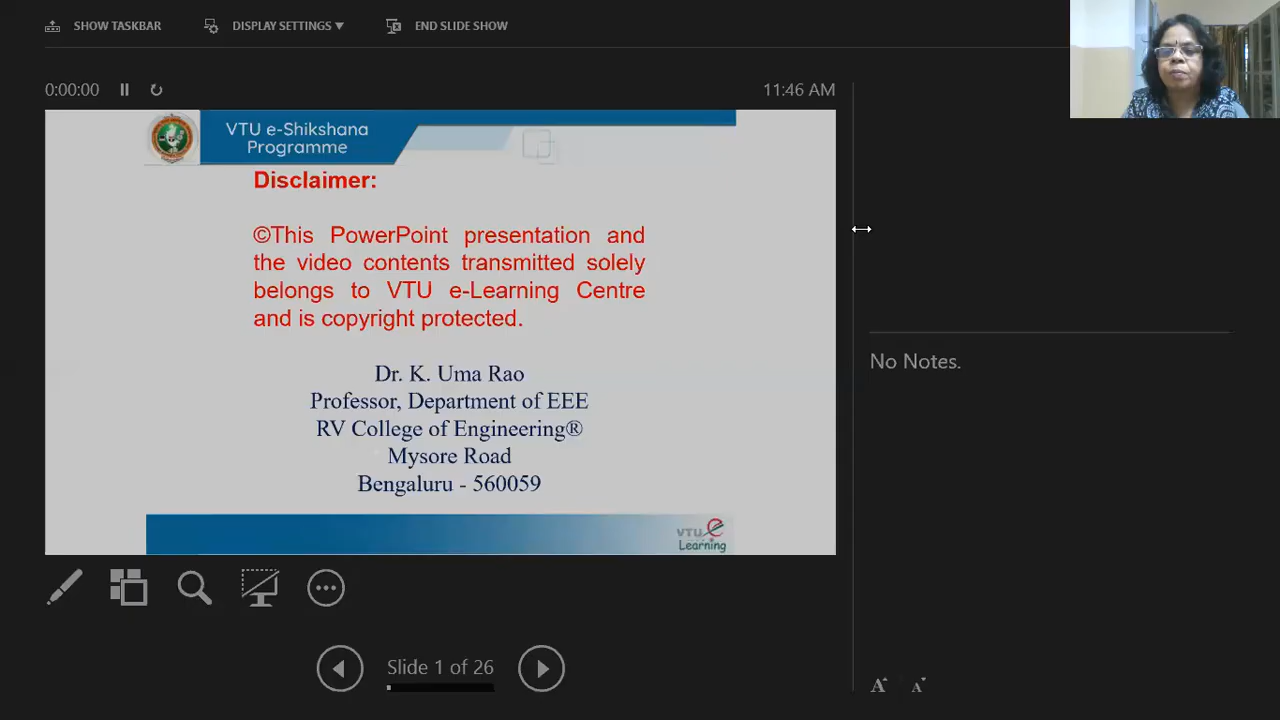 SHOW TASKBAR
DISPLAY SETTINGS ▼
END SLIDE SHOW
0:00:00
11:46 AM
VTU e-Shikshana
Programme
Disclaimer:
©This PowerPoint presentation and
the video contents transmitted solely
belongs to VTU e-Learning Centre
and is copyright protected.
Dr. K. Uma Rao
Professor, Department of EEE
RV College of Engineering®
Mysore Road
Bengaluru - 560059
VTU e
Learning
No Notes.
Slide 1 of 26
A A